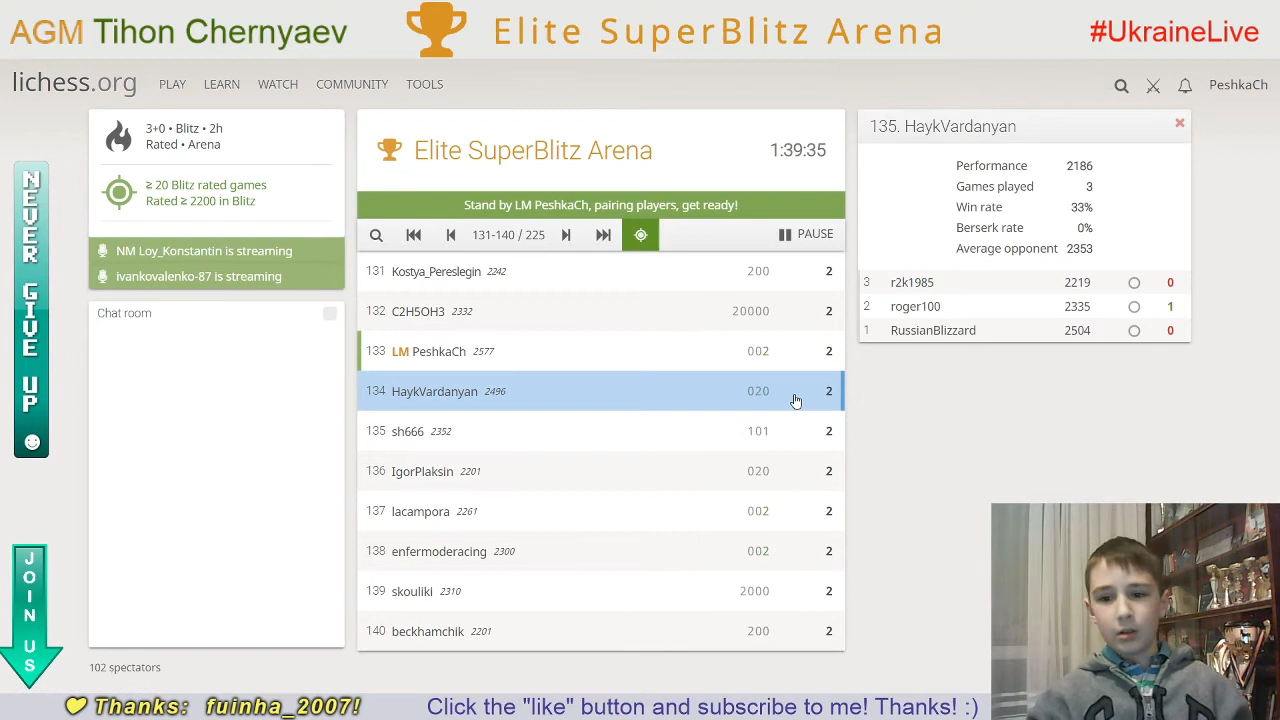 AGM Tihon Chernyaev
Elite SuperBlitz Arena
#UkraineLive
lichess.org
PLAY LEARN WATCH COMMUNITY TOOLS
PeshkaCh
NEVER GIVE UP
JOIN US
3+0 • Blitz • 2h
Rated • Arena
≥ 20 Blitz rated games
Rated ≥ 2200 in Blitz
NM Loy_Konstantin is streaming
ivankovalenko-87 is streaming
Chat room
102 spectators
Elite SuperBlitz Arena 1:39:35
Stand by LM PeshkaCh, pairing players, get ready!
131-140 / 225 PAUSE
131 Kostya_Pereslegin 2242 200 2
132 C2H5OH3 2332 20000 2
133 LM PeshkaCh 2577 002 2
134 HaykVardanyan 2496 020 2
135 sh666 2352 101 2
136 IgorPlaksin 2201 020 2
137 lacampora 2261 002 2
138 enfermoderacing 2300 002 2
139 skouliki 2310 2000 2
140 beckhamchik 2201 200 2
135. HaykVardanyan
Performance 2186
Games played 3
Win rate 33%
Berserk rate 0%
Average opponent 2353
3 r2k1985 2219 0
2 roger100 2335 1
1 RussianBlizzard 2504 0
Thanks: fuinha_2007!
Click the "like" button and subscribe to me! Thanks! :)